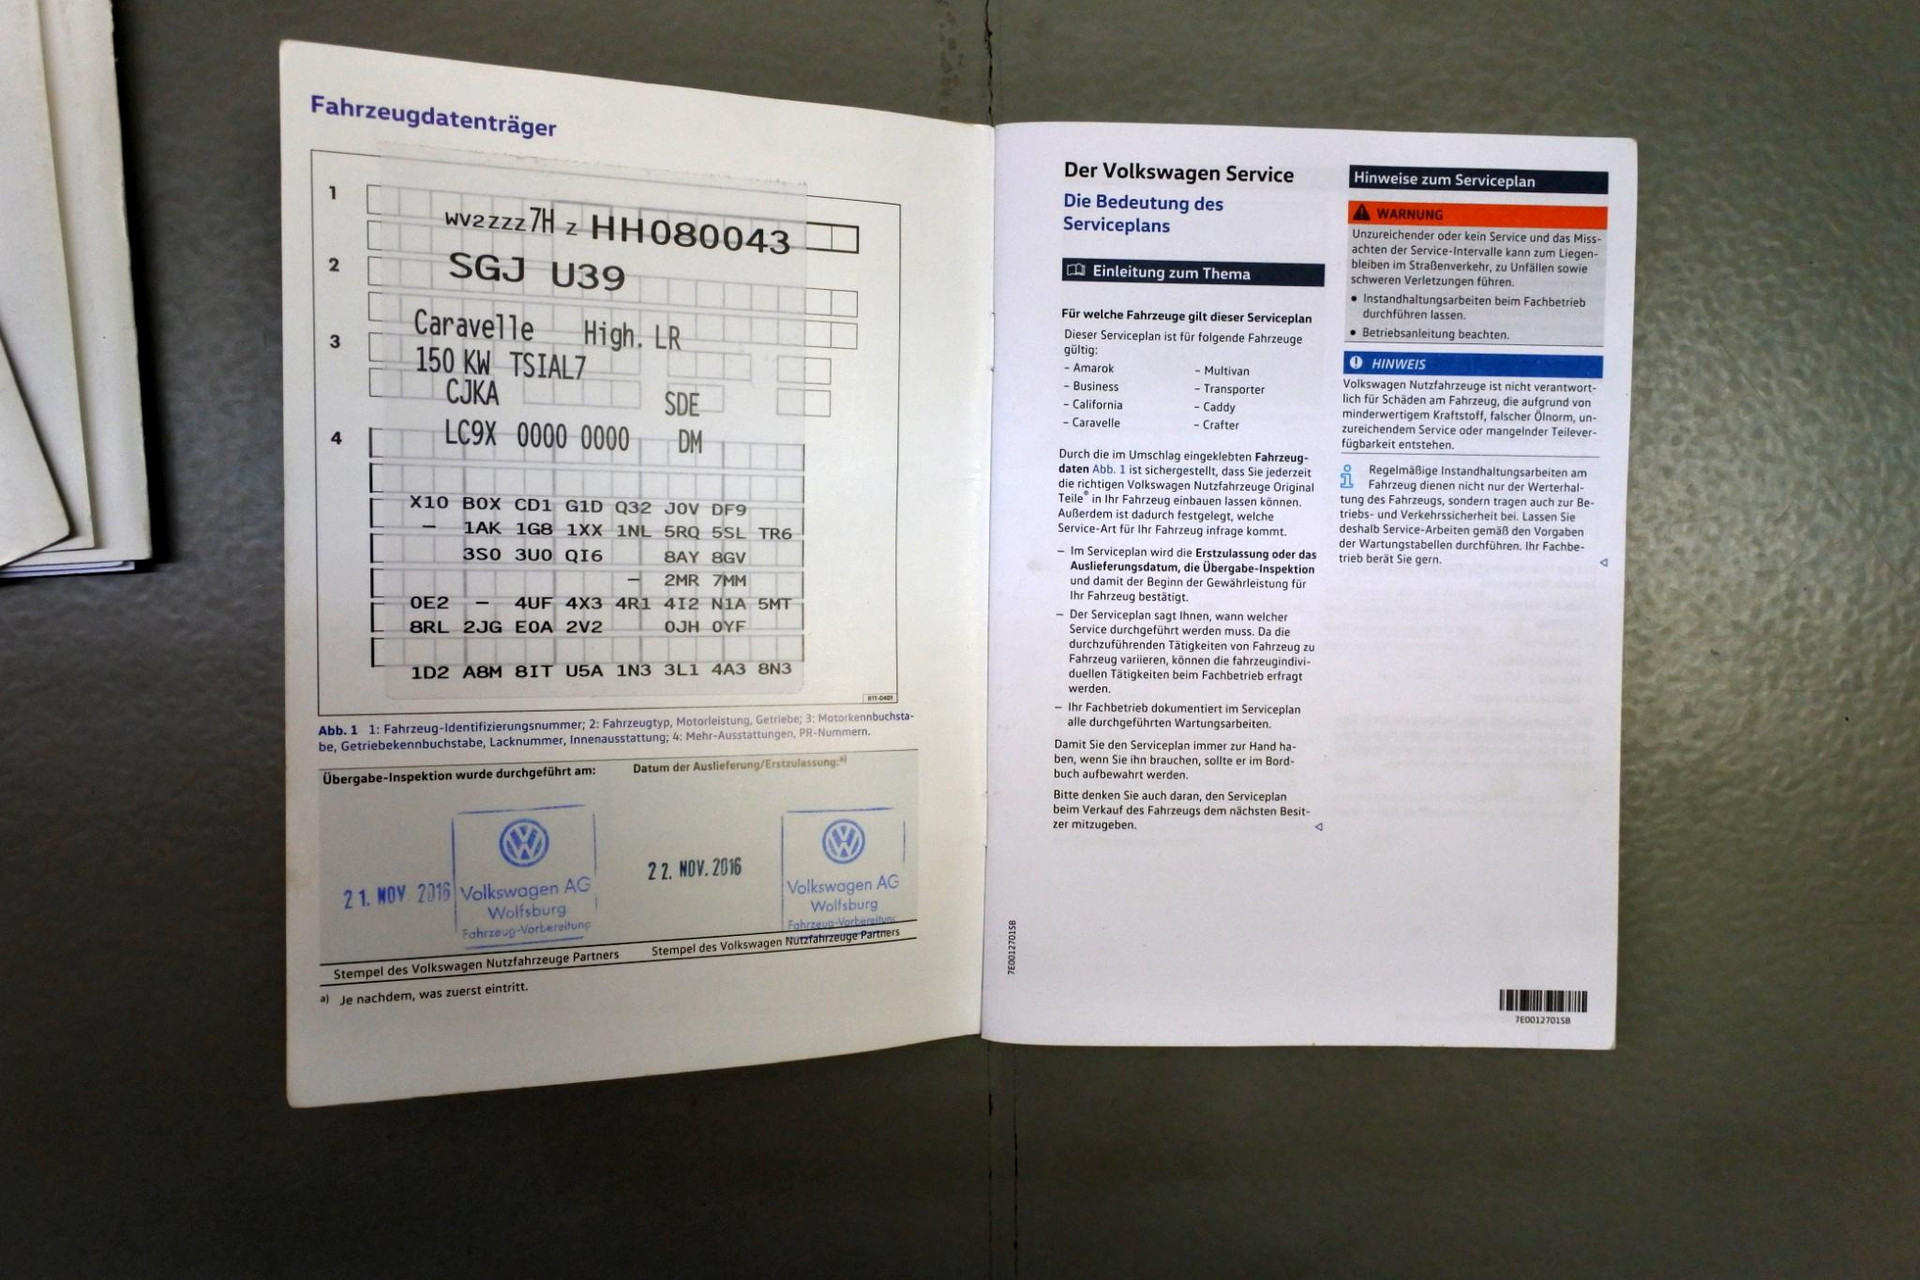 Fahrzeugdatenträger
1
WV2ZZZ7H Z HH080043
2
SGJ U39
Caravelle High. LR
3
150 KW TSIAL7
CJKA SDE
4
LC9X 0000 0000 DM
X10 B0X CD1 G1D Q32 J0V DF9
- 1AK 1G8 1XX 1NL 5RQ 5SL TR6
3S0 3U0 QI6 8AY 8GV
- 2MR 7MM
0E2 - 4UF 4X3 4R1 4I2 N1A 5MT
8RL 2JG E0A 2V2 0JH 0YF
1D2 A8M 8IT U5A 1N3 3L1 4A3 8N3
B11-0401
Abb. 1 1: Fahrzeug-Identifizierungsnummer; 2: Fahrzeugtyp, Motorleistung, Getriebe; 3: Motorkennbuchsta-
be, Getriebekennbuchstabe, Lacknummer, Innenausstattung; 4: Mehr-Ausstattungen, PR-Nummern.
Übergabe-Inspektion wurde durchgeführt am:
Datum der Auslieferung/Erstzulassung:a)
21. NOV. 2016
Volkswagen AG
Wolfsburg
Fahrzeug-Vorbereitung
22. NOV. 2016
Volkswagen AG
Wolfsburg
Fahrzeug-Vorbereitung
Stempel des Volkswagen Nutzfahrzeuge Partners
Stempel des Volkswagen Nutzfahrzeuge Partners
a) Je nachdem, was zuerst eintritt.
Der Volkswagen Service
Die Bedeutung des
Serviceplans
Einleitung zum Thema
Für welche Fahrzeuge gilt dieser Serviceplan
Dieser Serviceplan ist für folgende Fahrzeuge
gültig:
– Amarok
– Business
– California
– Caravelle
– Multivan
– Transporter
– Caddy
– Crafter
Durch die im Umschlag eingeklebten Fahrzeug-
daten Abb. 1 ist sichergestellt, dass Sie jederzeit
die richtigen Volkswagen Nutzfahrzeuge Original
Teile® in Ihr Fahrzeug einbauen lassen können.
Außerdem ist dadurch festgelegt, welche
Service-Art für Ihr Fahrzeug infrage kommt.
– Im Serviceplan wird die Erstzulassung oder das
Auslieferungsdatum, die Übergabe-Inspektion
und damit der Beginn der Gewährleistung für
Ihr Fahrzeug bestätigt.
– Der Serviceplan sagt Ihnen, wann welcher
Service durchgeführt werden muss. Da die
durchzuführenden Tätigkeiten von Fahrzeug zu
Fahrzeug variieren, können die fahrzeugindivi-
duellen Tätigkeiten beim Fachbetrieb erfragt
werden.
– Ihr Fachbetrieb dokumentiert im Serviceplan
alle durchgeführten Wartungsarbeiten.
Damit Sie den Serviceplan immer zur Hand ha-
ben, wenn Sie ihn brauchen, sollte er im Bord-
buch aufbewahrt werden.
Bitte denken Sie auch daran, den Serviceplan
beim Verkauf des Fahrzeugs dem nächsten Besit-
zer mitzugeben.
Hinweise zum Serviceplan
WARNUNG
Unzureichender oder kein Service und das Miss-
achten der Service-Intervalle kann zum Liegen-
bleiben im Straßenverkehr, zu Unfällen sowie
schweren Verletzungen führen.
• Instandhaltungsarbeiten beim Fachbetrieb
durchführen lassen.
• Betriebsanleitung beachten.
HINWEIS
Volkswagen Nutzfahrzeuge ist nicht verantwort-
lich für Schäden am Fahrzeug, die aufgrund von
minderwertigem Kraftstoff, falscher Ölnorm, un-
zureichendem Service oder mangelnder Teilever-
fügbarkeit entstehen.
Regelmäßige Instandhaltungsarbeiten am
Fahrzeug dienen nicht nur der Werterhal-
tung des Fahrzeugs, sondern tragen auch zur Be-
triebs- und Verkehrssicherheit bei. Lassen Sie
deshalb Service-Arbeiten gemäß den Vorgaben
der Wartungstabellen durchführen. Ihr Fachbe-
trieb berät Sie gern.
7E0012701SB
7E0012701SB